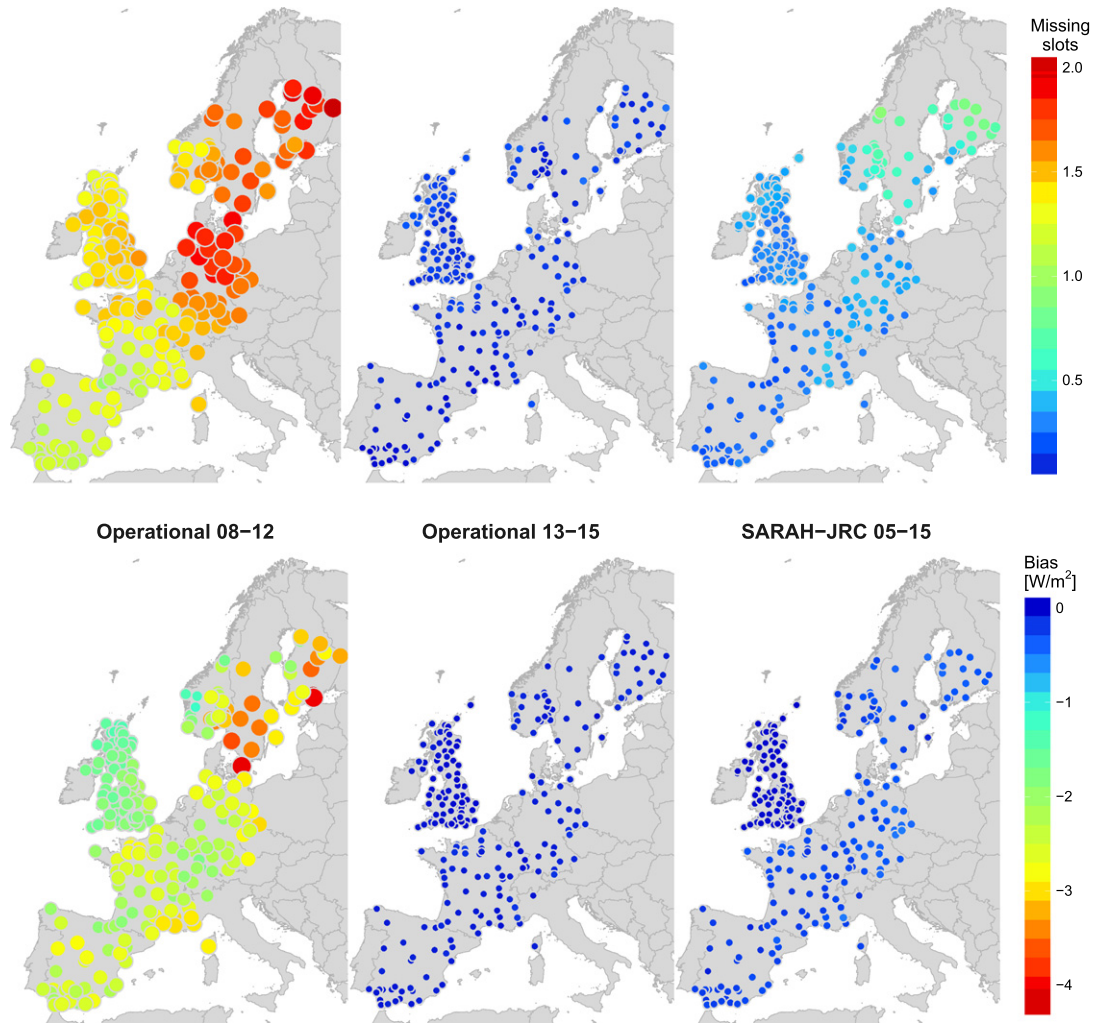 Missing
slots
2.0
1.5
1.0
0.5
Operational 08−12
Operational 13−15
SARAH−JRC 05−15
Bias
[W/m²]
0
−1
−2
−3
−4